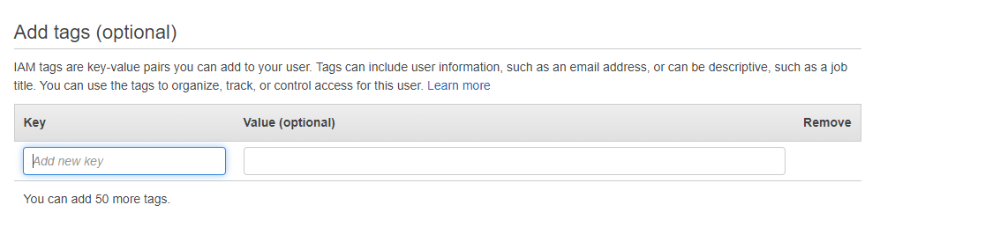 Add tags (optional)
IAM tags are key-value pairs you can add to your user. Tags can include user information, such as an email address, or can be descriptive, such as a job
title. You can use the tags to organize, track, or control access for this user. Learn more
Key Value (optional) Remove
Add new key
You can add 50 more tags.